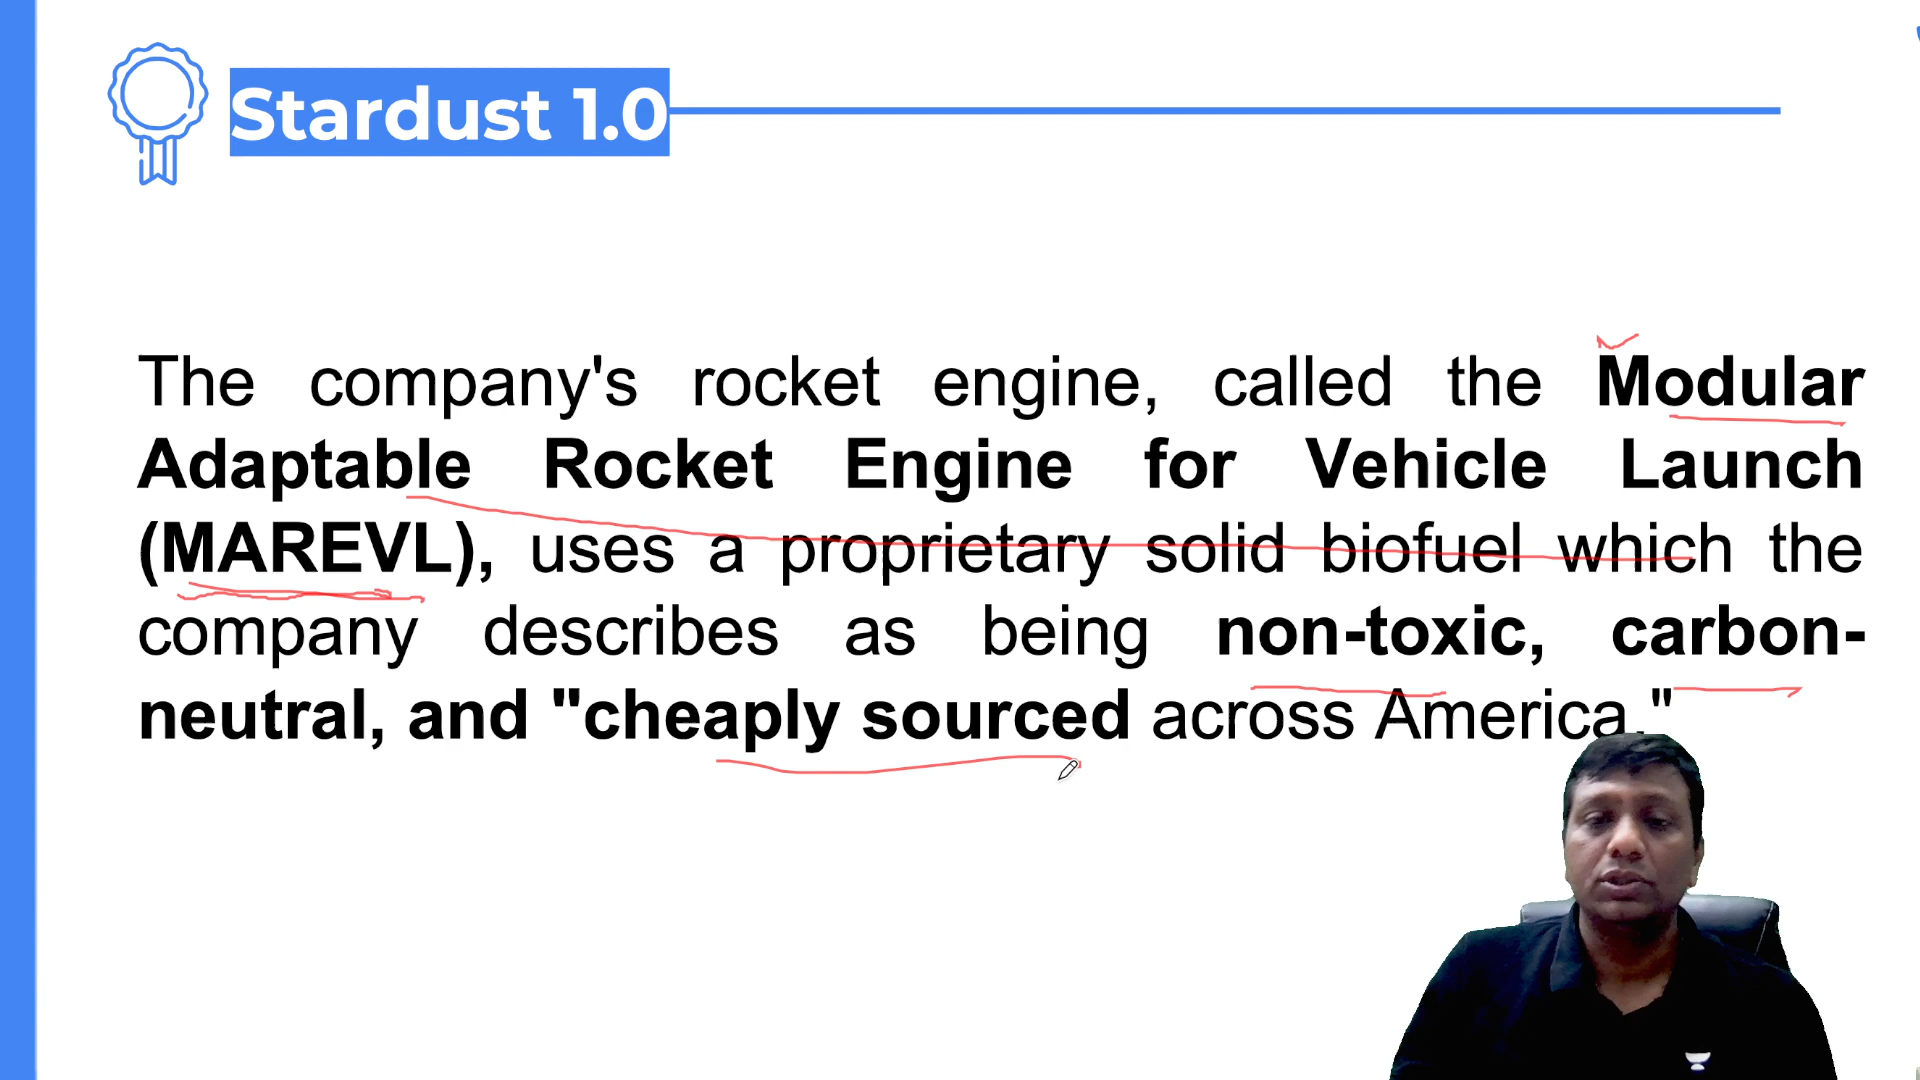 Stardust 1.0
The company's rocket engine, called the Modular
Adaptable Rocket Engine for Vehicle Launch
(MAREVL), uses a proprietary solid biofuel which the
company describes as being non-toxic, carbon-
neutral, and "cheaply sourced across America."